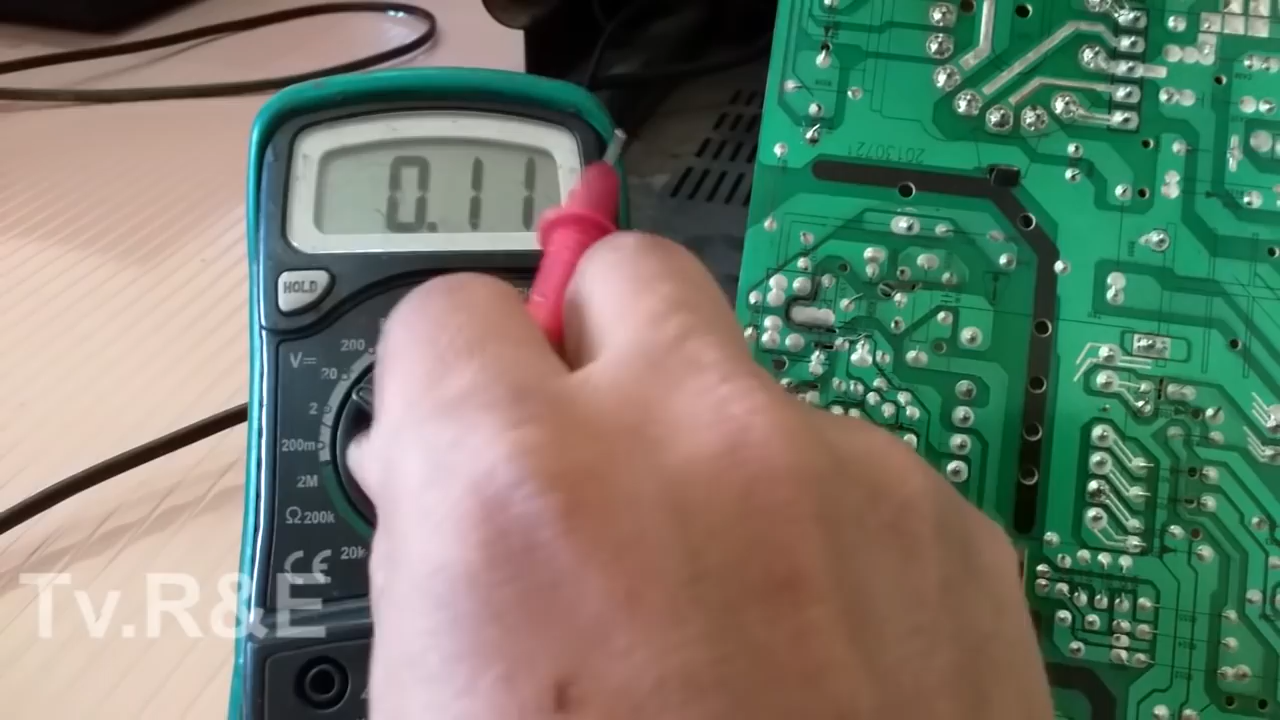 0.11
HOLD
V=
200
20
2
200m
2M
Ω 200k
20k
CE
20130721
Tv.R&E